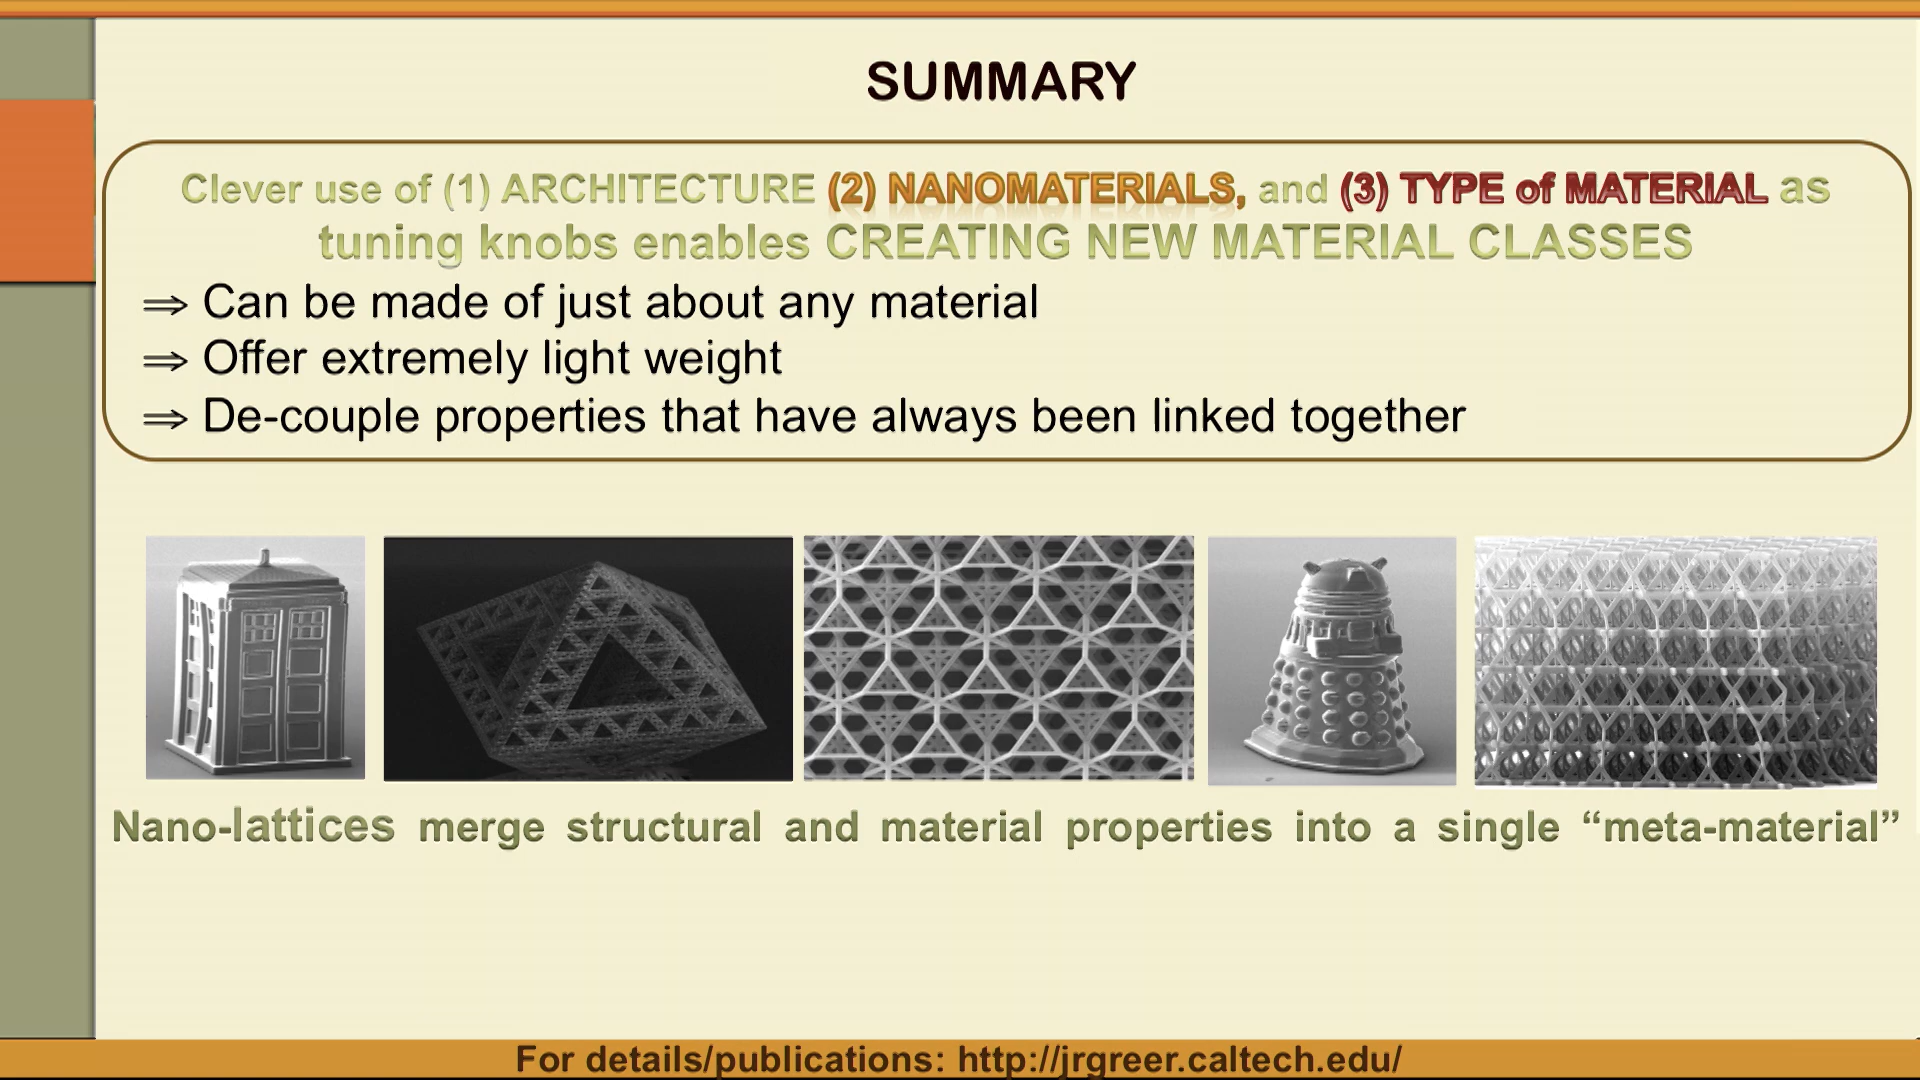 SUMMARY
Clever use of (1) ARCHITECTURE (2) NANOMATERIALS, and (3) TYPE of MATERIAL as
tuning knobs enables CREATING NEW MATERIAL CLASSES
⇒ Can be made of just about any material
⇒ Offer extremely light weight
⇒ De-couple properties that have always been linked together
Nano-lattices merge structural and material properties into a single “meta-material”
For details/publications: http://jrgreer.caltech.edu/